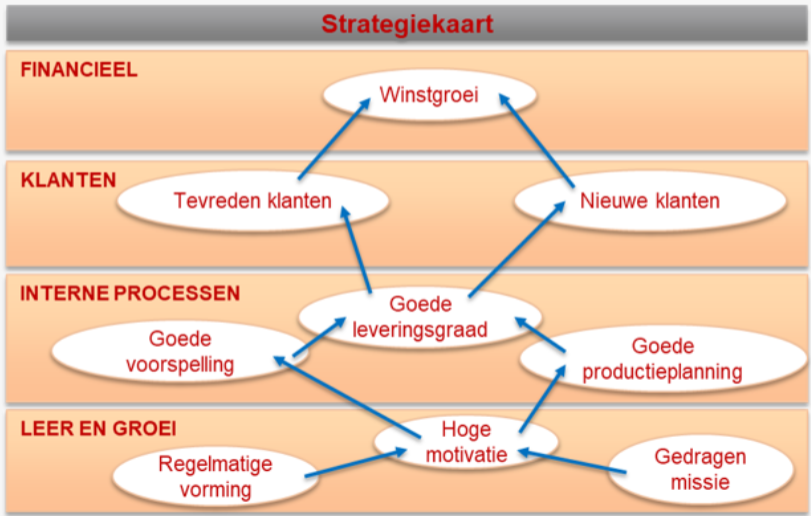 Strategiekaart
FINANCIEEL
Winstgroei
KLANTEN
Tevreden klanten
Nieuwe klanten
INTERNE PROCESSEN
Goede
leveringsgraad
Goede
voorspelling
Goede
productieplanning
LEER EN GROEI
Hoge
motivatie
Regelmatige
vorming
Gedragen
missie